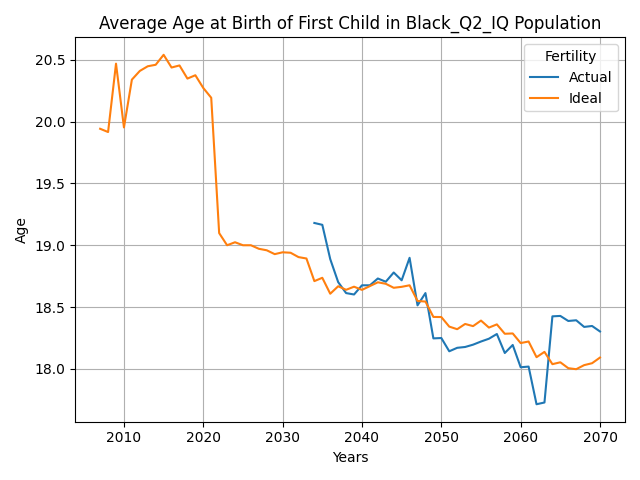 Average Age at Birth of First Child in Black_Q2_IQ Population
Fertility
Actual
Ideal
Age
20.5
20.0
19.5
19.0
18.5
18.0
2010 2020 2030 2040 2050 2060 2070
Years